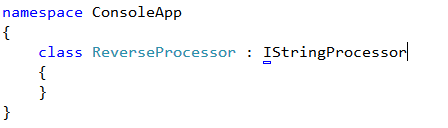 namespace ConsoleApp
{
    class ReverseProcessor : IStringProcessor
    {
    }
}